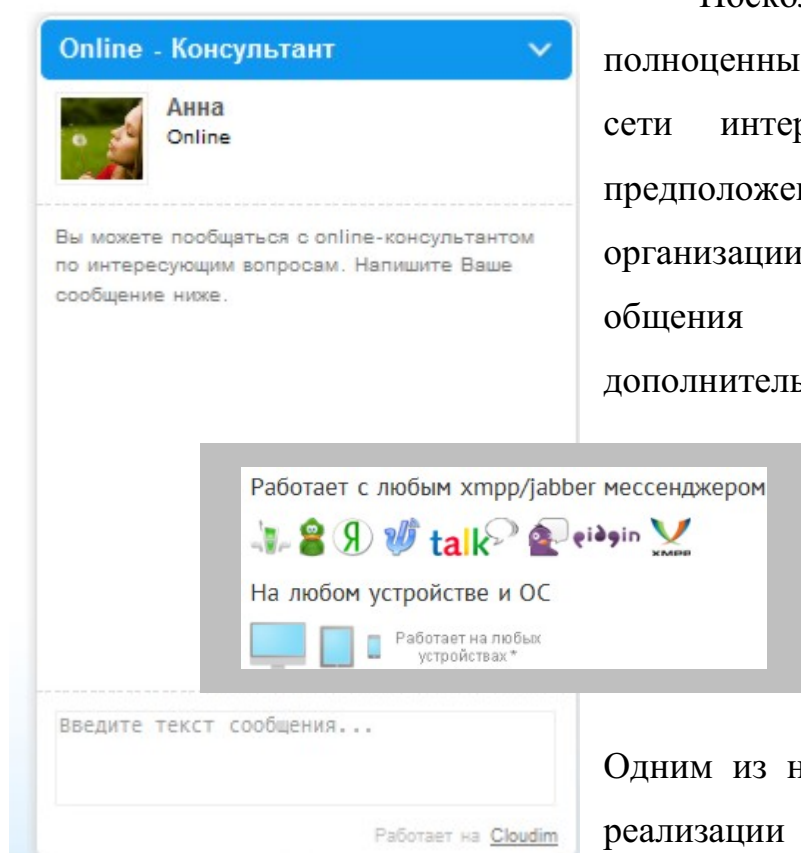 Online - Консультант
Анна
Online
Вы можете пообщаться с online-консультантом
по интересующим вопросам. Напишите Ваше
сообщение ниже.
Работает с любым xmpp/jabber мессенджером
Я talk pidgin XMPP
На любом устройстве и ОС
Работает на любых
устройствах*
Введите текст сообщения...
Работает на Cloudim
полноценны
сети интер
предположе
организации
общения
дополнитель
Одним из н
реализации